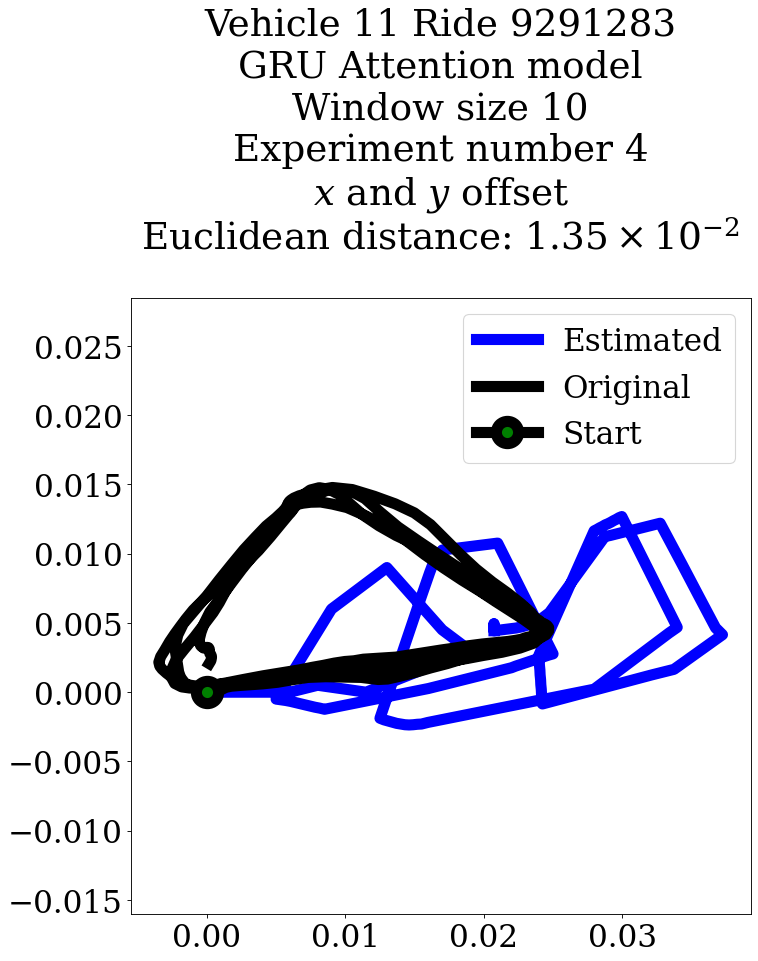 Vehicle 11 Ride 9291283
GRU Attention model
Window size 10
Experiment number 4
x and y offset
Euclidean distance: 1.35 × 10⁻²
Estimated
Original
Start
0.025
0.020
0.015
0.010
0.005
0.000
−0.005
−0.010
−0.015
0.00 0.01 0.02 0.03